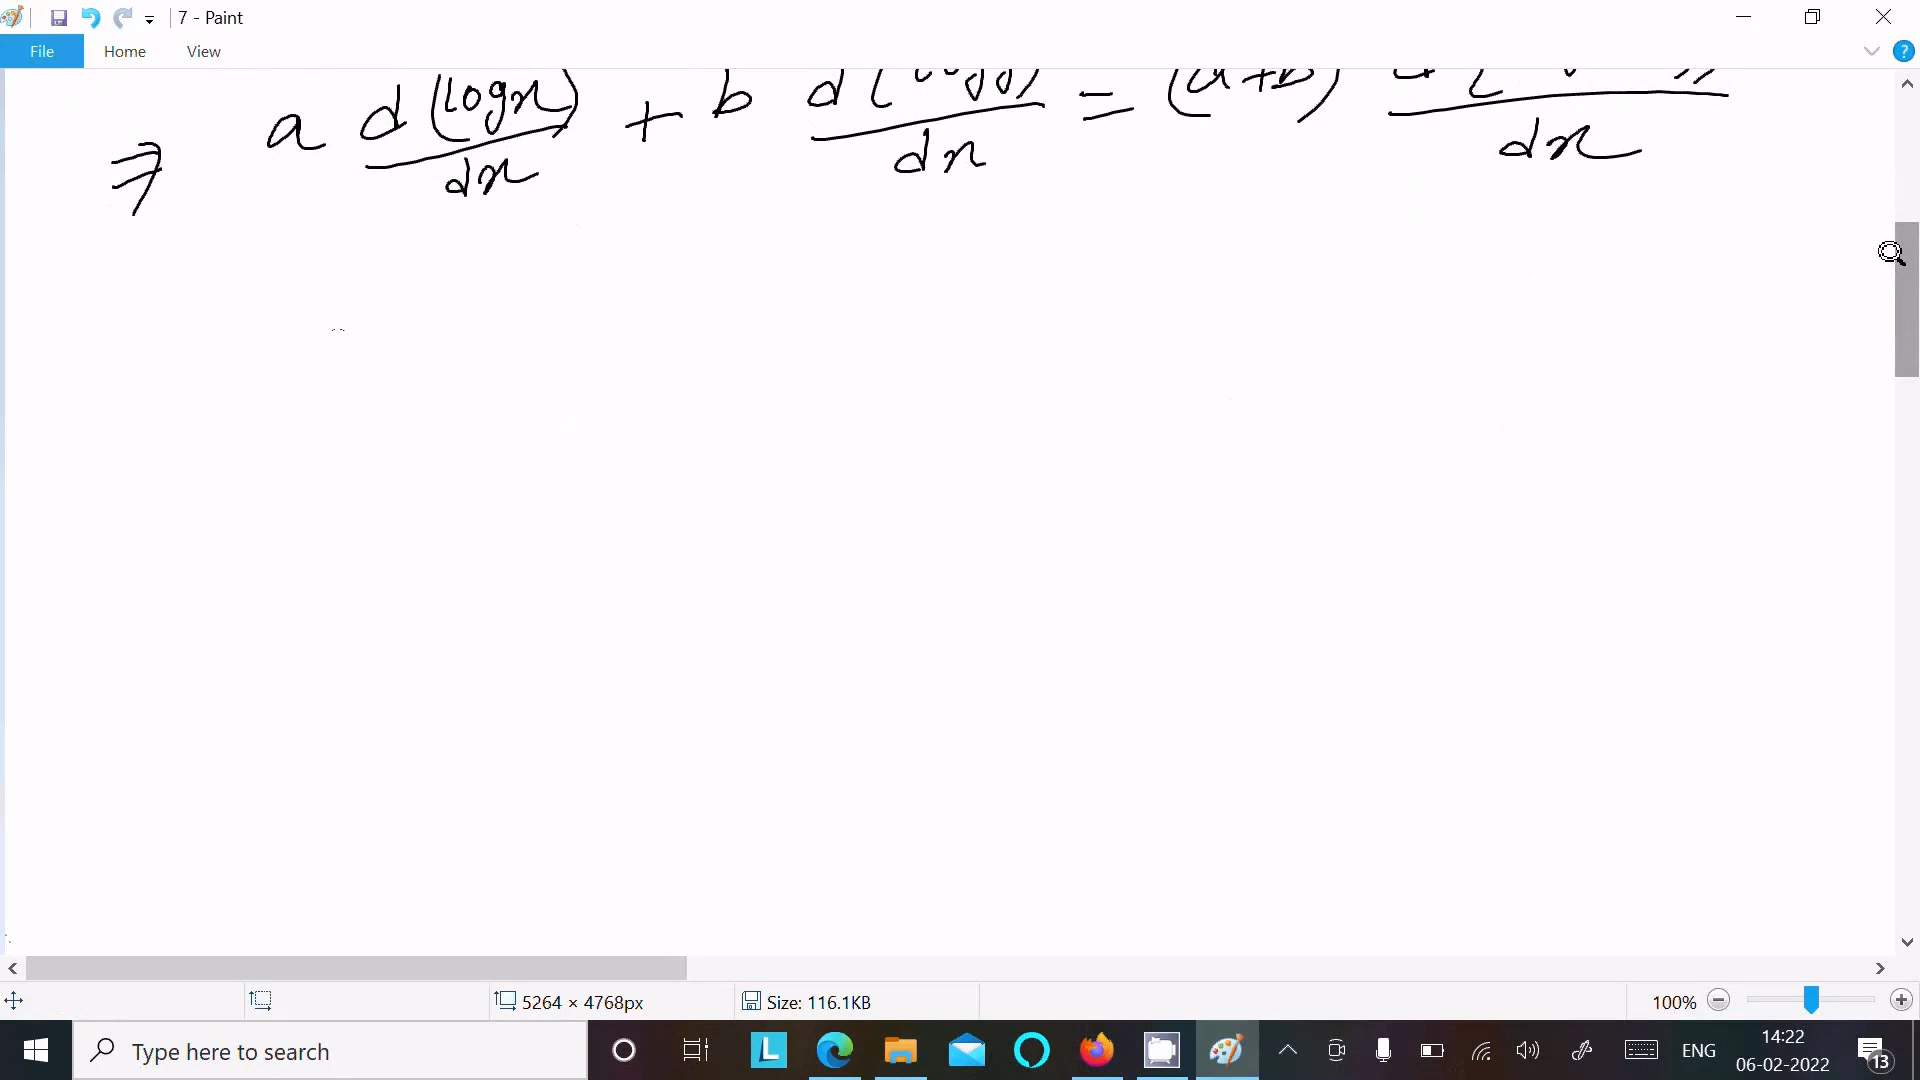 7 - Paint
File Home View
⇒ a d(logx)/dx + b d(logy)/dx = (a+b) d( /dx
5264 × 4768px Size: 116.1KB 100%
Type here to search
ENG 14:22
06-02-2022 13